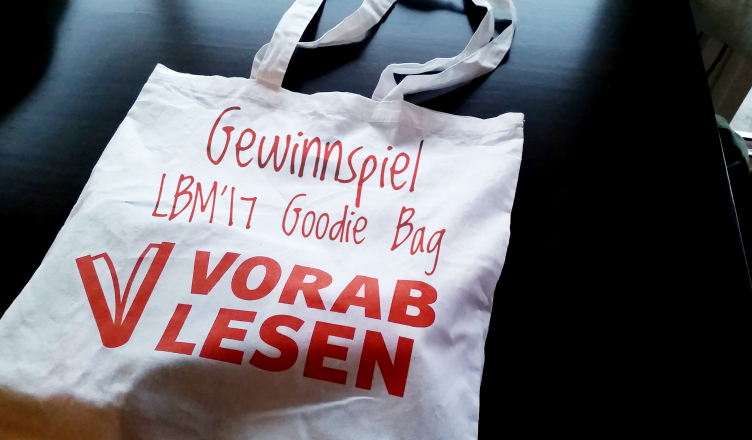 Gewinnspiel
LBM'17 Goodie Bag
VORAB
LESEN